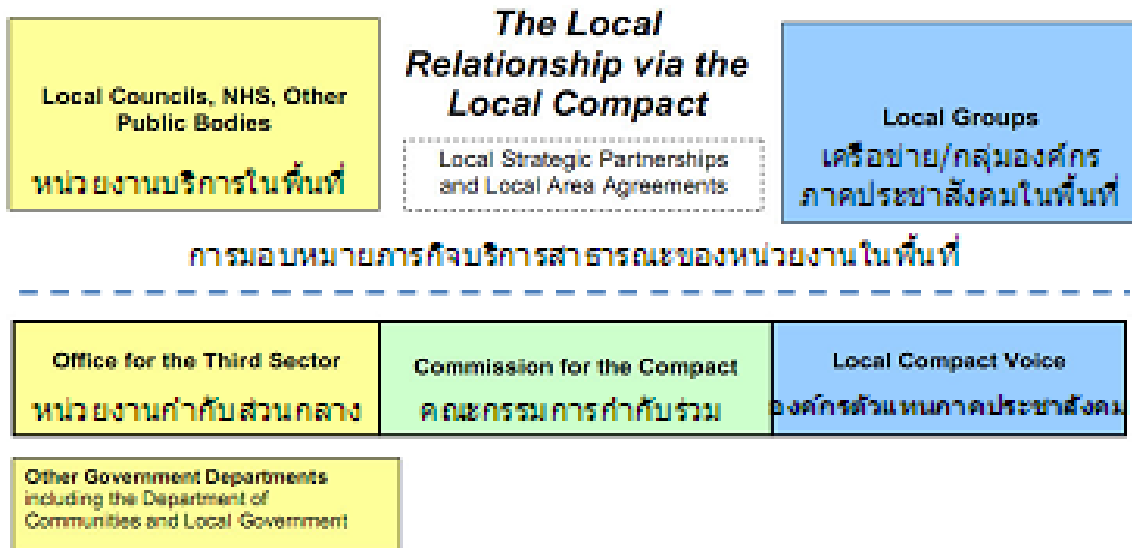 Local Councils, NHS, Other
Public Bodies
หน่วยงานบริการในพื้นที่
The Local
Relationship via the
Local Compact
Local Strategic Partnerships
and Local Area Agreements
Local Groups
เครือข่าย/กลุ่มองค์กร
ภาคประชาสังคมในพื้นที่
การมอบหมายภารกิจบริการสาธารณะของหน่วยงานในพื้นที่
Office for the Third Sector
หน่วยงานกำกับส่วนกลาง
Commission for the Compact
คณะกรรมการกำกับร่วม
Local Compact Voice
องค์กรตัวแทนภาคประชาสังคม
Other Government Departments
including the Department of
Communities and Local Government